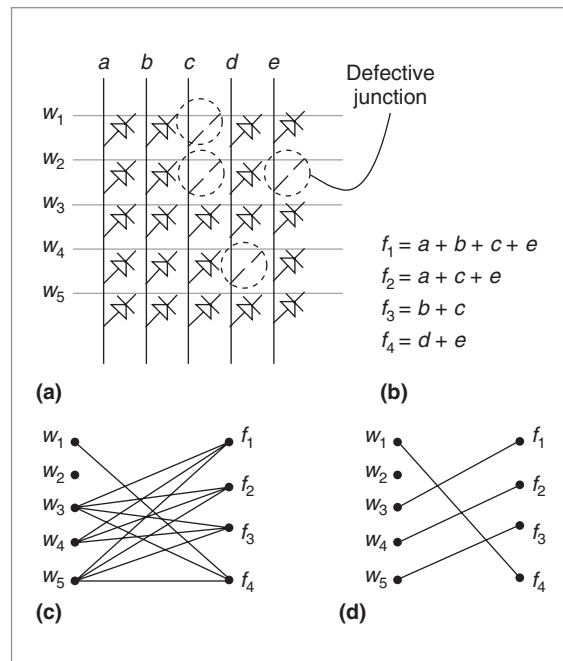 a b c d e
Defective
junction
w₁
w₂
w₃
w₄
w₅
f₁ = a + b + c + e
f₂ = a + c + e
f₃ = b + c
f₄ = d + e
(a)
(b)
w₁ f₁
w₂ f₂
w₃ f₃
w₄ f₄
w₅
(c)
w₁ f₁
w₂ f₂
w₃ f₃
w₄ f₄
w₅
(d)